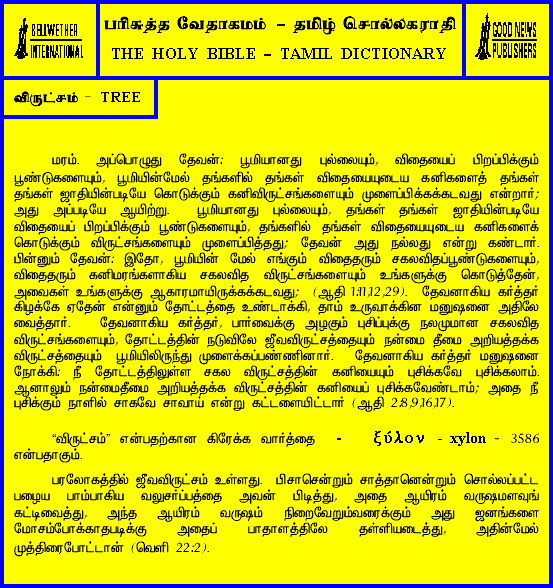 BELLWETHER
INTERNATIONAL
பரிசுத்த வேதாகமம் – தமிழ் சொல்லகராதி
THE HOLY BIBLE – TAMIL DICTIONARY
GOOD NEWS
PUBLISHERS
விருட்சம் – TREE
மரம். அப்பொழுது தேவன்: பூமியானது புல்லையும், விதையைப் பிறப்பிக்கும்
பூண்டுகளையும், பூமியின்மேல் தங்களில் தங்கள் விதையையுடைய கனிகளைத் தங்கள்
தங்கள் ஜாதியின்படியே கொடுக்கும் கனிவிருட்சங்களையும் முளைப்பிக்கக்கடவது என்றார்;
அது அப்படியே ஆயிற்று. பூமியானது புல்லையும், தங்கள் தங்கள் ஜாதியின்படியே
விதையைப் பிறப்பிக்கும் பூண்டுகளையும், தங்களில் தங்கள் விதையையுடைய கனிகளைக்
கொடுக்கும் விருட்சங்களையும் முளைப்பித்தது; தேவன் அது நல்லது என்று கண்டார்.
பின்னும் தேவன்: இதோ, பூமியின் மேல் எங்கும் விதைதரும் சகலவிதப்பூண்டுகளையும்,
விதைதரும் கனிமரங்களாகிய சகலவித விருட்சங்களையும் உங்களுக்கு கொடுத்தேன்,
அவைகள் உங்களுக்கு ஆகாரமாயிருக்கக்கடவது; (ஆதி 1:11,12,29). தேவனாகிய கர்த்தர்
கிழக்கே ஏதேன் என்னும் தோட்டத்தை உண்டாக்கி, தாம் உருவாக்கின மனுஷனை அதிலே
வைத்தார். தேவனாகிய கர்த்தர், பார்வைக்கு அழகும் புசிப்புக்கு நலமுமான சகலவித
விருட்சங்களையும், தோட்டத்தின் நடுவிலே ஜீவவிருட்சத்தையும் நன்மை தீமை அறியத்தக்க
விருட்சத்தையும் பூமியிலிருந்து முளைக்கப்பண்ணினார். தேவனாகிய கர்த்தர் மனுஷனை
நோக்கி: நீ தோட்டத்திலுள்ள சகல விருட்சத்தின் கனியையும் புசிக்கவே புசிக்கலாம்.
ஆனாலும் நன்மைதீமை அறியத்தக்க விருட்சத்தின் கனியைப் புசிக்கவேண்டாம்; அதை நீ
புசிக்கும் நாளில் சாகவே சாவாய் என்று கட்டளையிட்டார் (ஆதி 2:8,9,16,17).
“விருட்சம்” என்பதற்கான கிரேக்க வார்த்தை - ξύλον - xylon - 3586
என்பதாகும்.
பரலோகத்தில் ஜீவவிருட்சம் உள்ளது. பிசாசென்றும் சாத்தானென்றும் சொல்லப்பட்ட
பழைய பாம்பாகிய வலுசர்ப்பத்தை அவன் பிடித்து, அதை ஆயிரம் வருஷமளவுங்
கட்டிவைத்து, அந்த ஆயிரம் வருஷம் நிறைவேறும்வரைக்கும் அது ஜனங்களை
மோசம்போக்காதபடிக்கு அதைப் பாதாளத்திலே தள்ளியடைத்து, அதின்மேல்
முத்திரைபோட்டான் (வெளி 22:2).